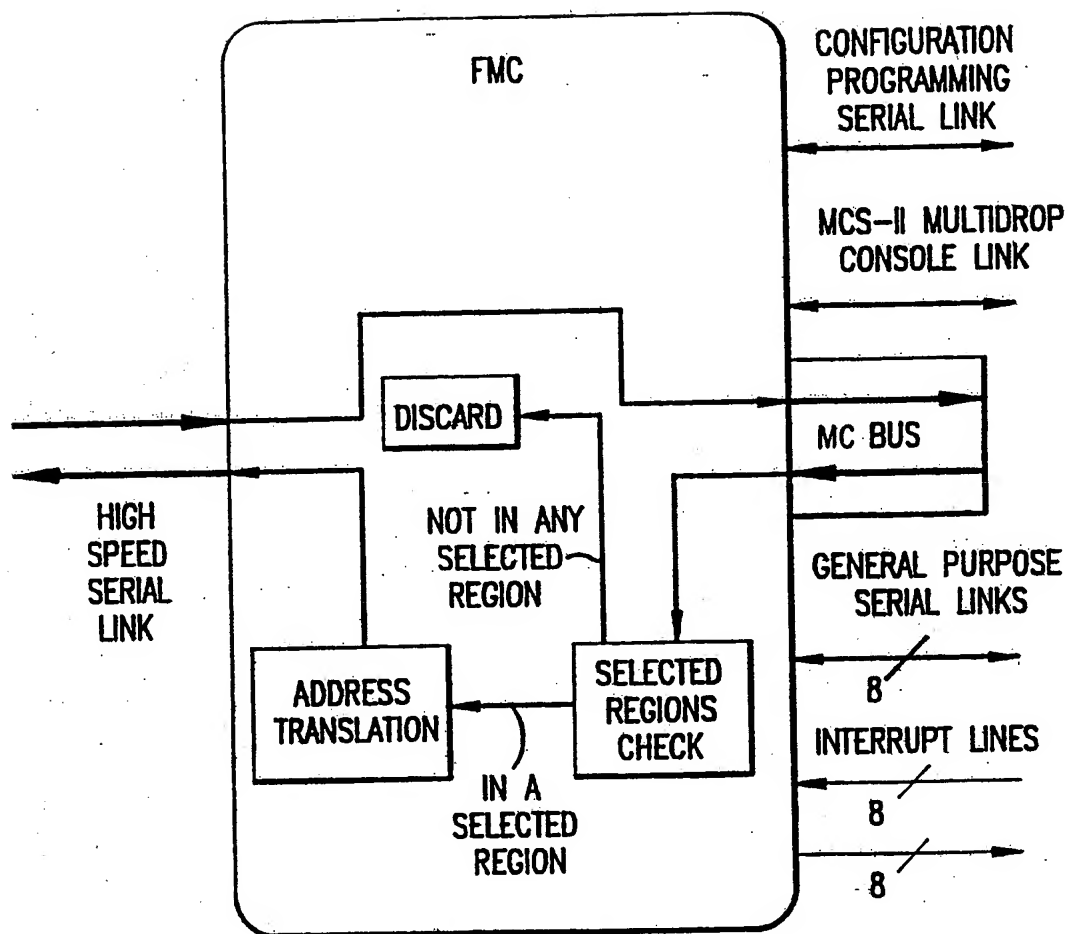 FMC
CONFIGURATION
PROGRAMMING
SERIAL LINK
MCS-II MULTIDROP
CONSOLE LINK
DISCARD
MC BUS
HIGH
SPEED
SERIAL
LINK
NOT IN ANY
SELECTED
REGION
GENERAL PURPOSE
SERIAL LINKS
8
ADDRESS
TRANSLATION
SELECTED
REGIONS
CHECK
IN A
SELECTED
REGION
INTERRUPT LINES
8
8